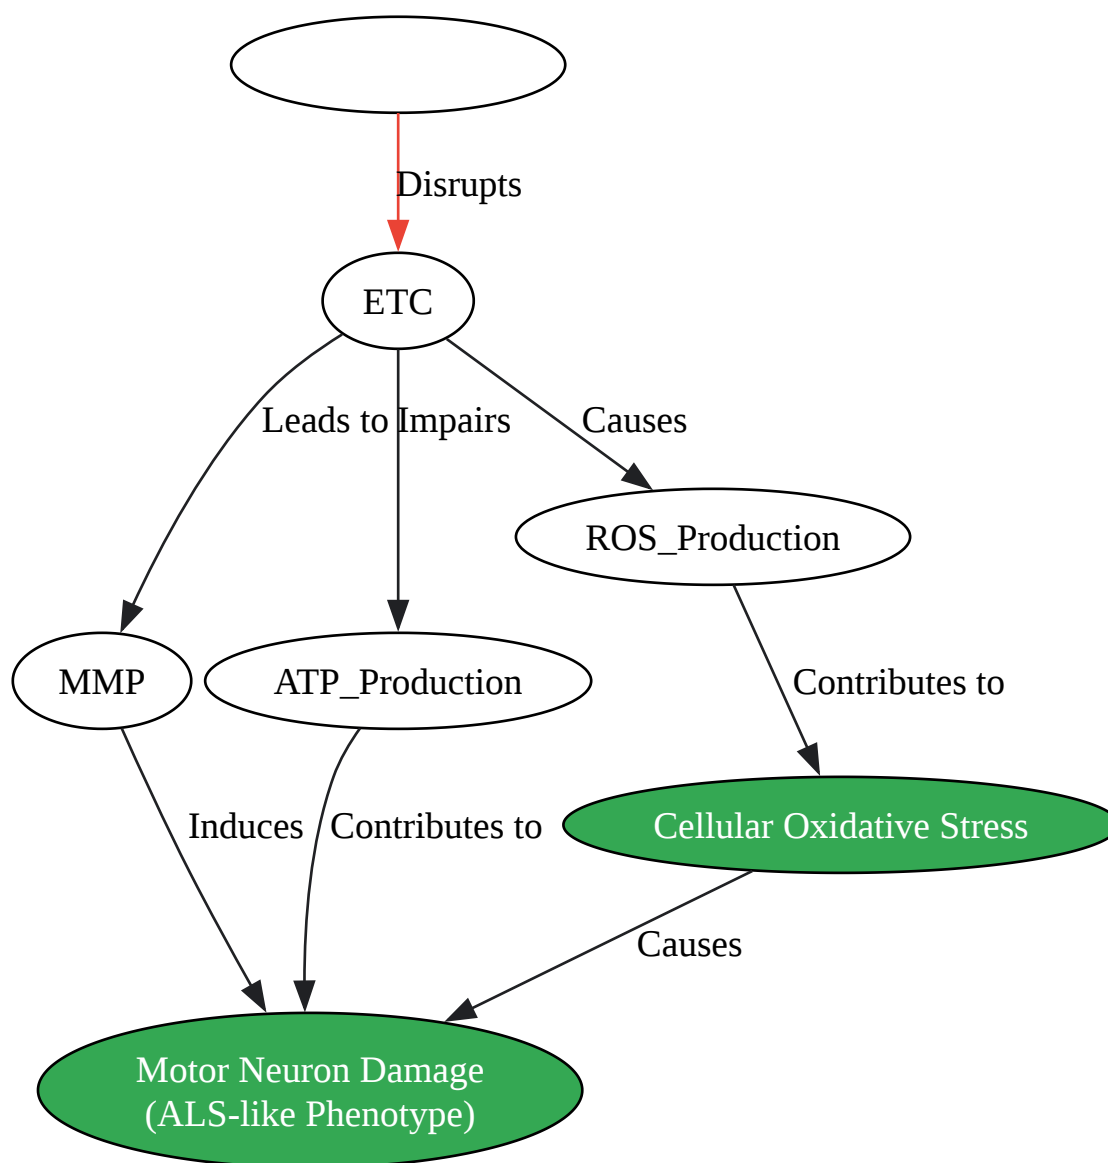 Disrupts
ETC
Leads to
Impairs
Causes
ROS_Production
MMP
ATP_Production
Contributes to
Induces
Contributes to
Cellular Oxidative Stress
Causes
Motor Neuron Damage
(ALS-like Phenotype)